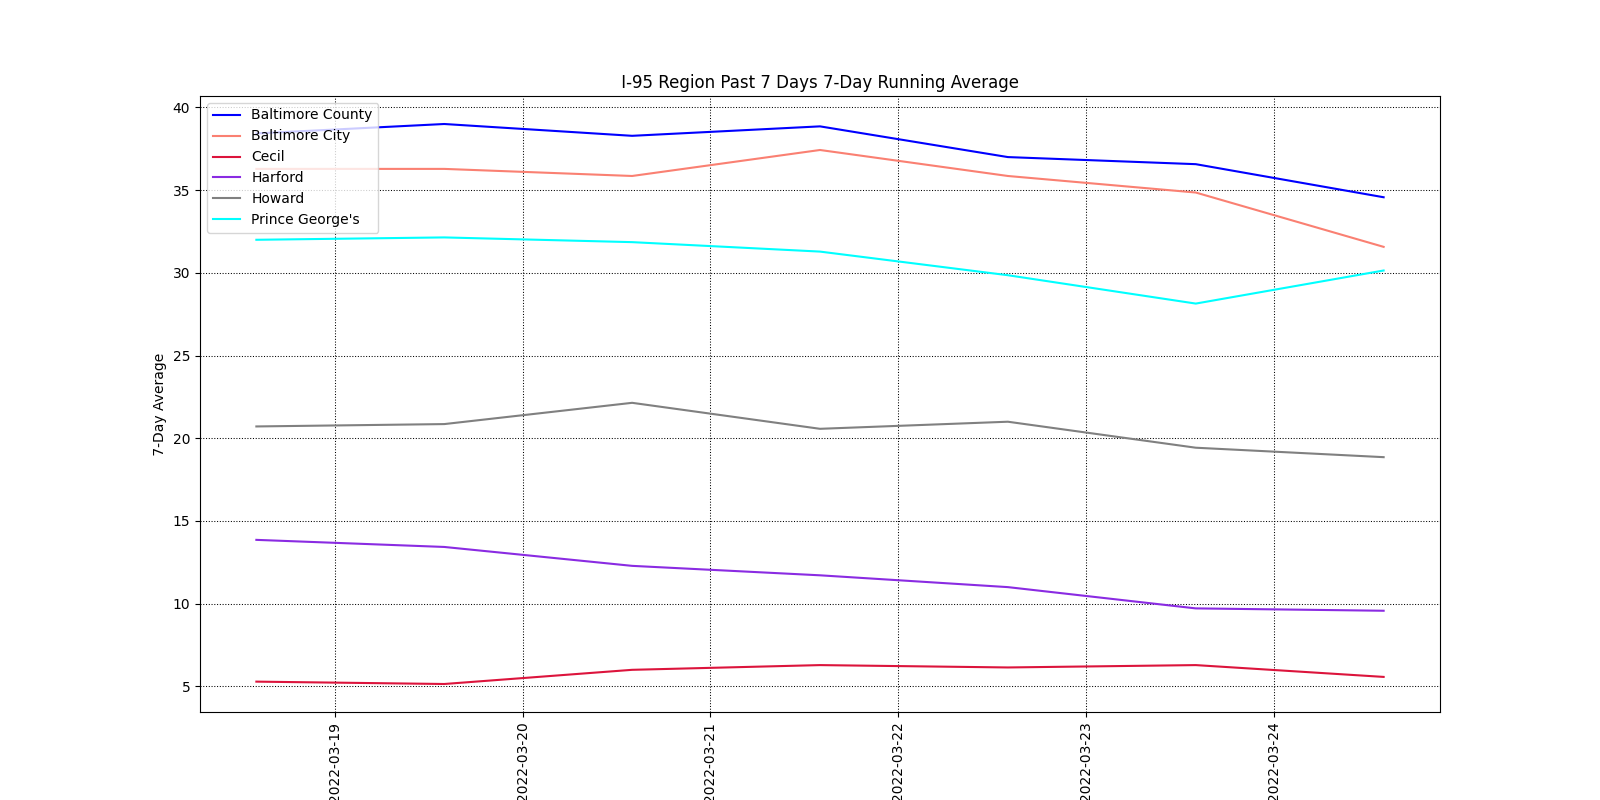 I-95 Region Past 7 Days 7-Day Running Average
Baltimore County
Baltimore City
Cecil
Harford
Howard
Prince George's
7-Day Average
40
35
30
25
20
15
10
5
2022-03-19
2022-03-20
2022-03-21
2022-03-22
2022-03-23
2022-03-24